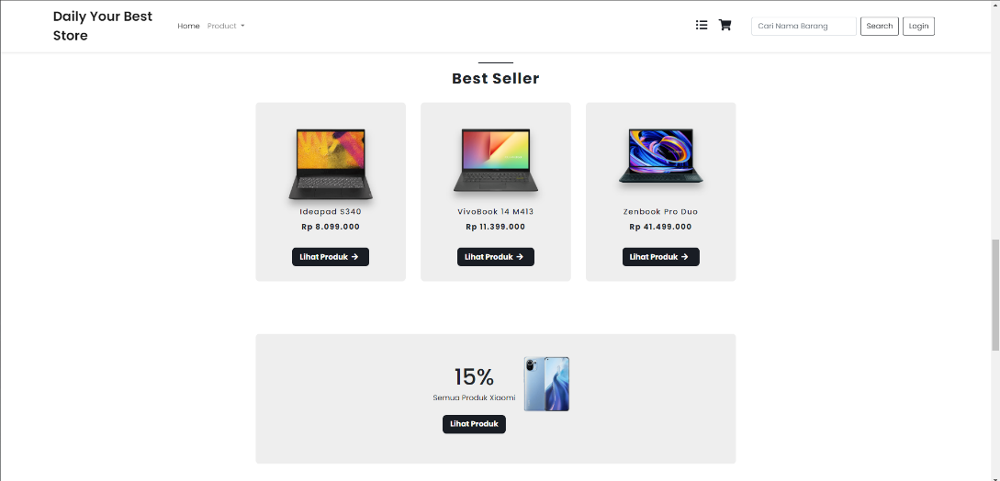 Daily Your Best
Store
Home
Product
Cari Nama Barang
Search
Login
Best Seller
Ideapad S340
Rp 8.099.000
Lihat Produk
VivoBook 14 M413
Rp 11.399.000
Lihat Produk
Zenbook Pro Duo
Rp 41.499.000
Lihat Produk
15%
Semua Produk Xiaomi
Lihat Produk